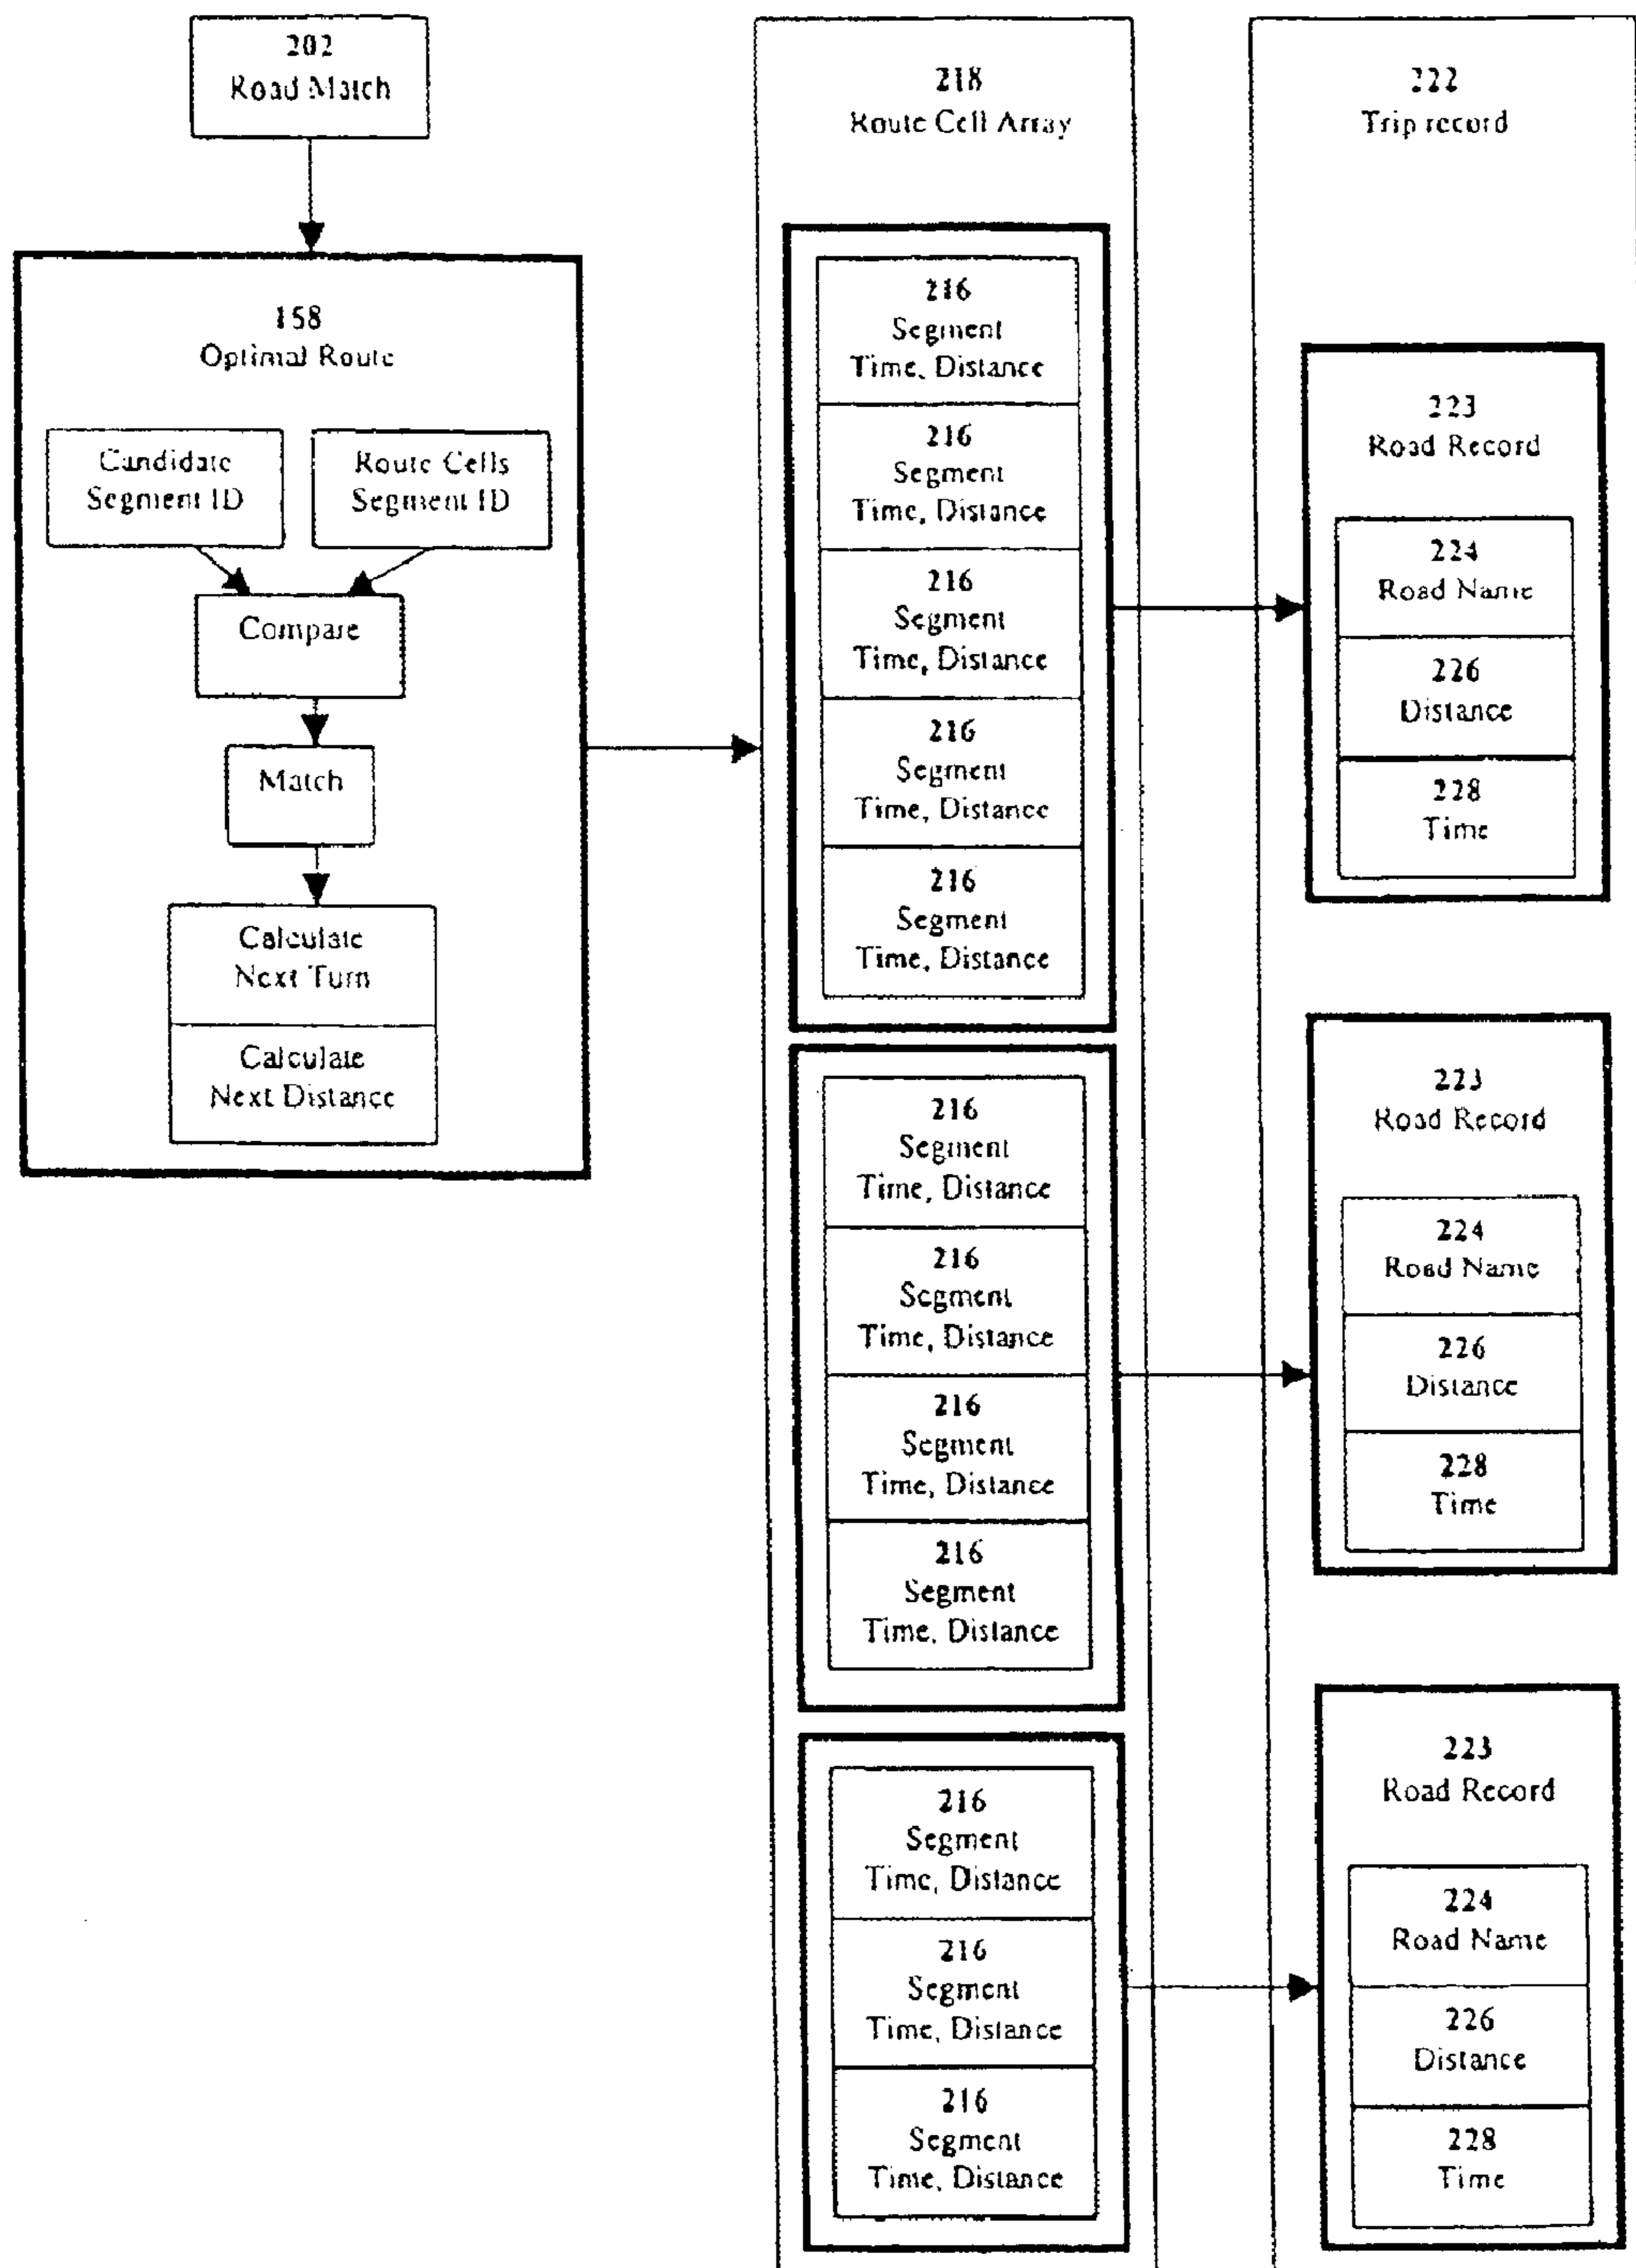 202
Road Match
158
Optimal Route
Candidate
Segment ID
Route Cells
Segment ID
Compare
Match
Calculate
Next Turn
Calculate
Next Distance
218
Route Cell Array
216
Segment
Time, Distance
216
Segment
Time, Distance
216
Segment
Time, Distance
216
Segment
Time, Distance
216
Segment
Time, Distance
216
Segment
Time, Distance
216
Segment
Time, Distance
216
Segment
Time, Distance
216
Segment
Time, Distance
216
Segment
Time, Distance
216
Segment
Time, Distance
216
Segment
Time, Distance
222
Trip record
223
Road Record
224
Road Name
226
Distance
228
Time
223
Road Record
224
Road Name
226
Distance
228
Time
223
Road Record
224
Road Name
226
Distance
228
Time